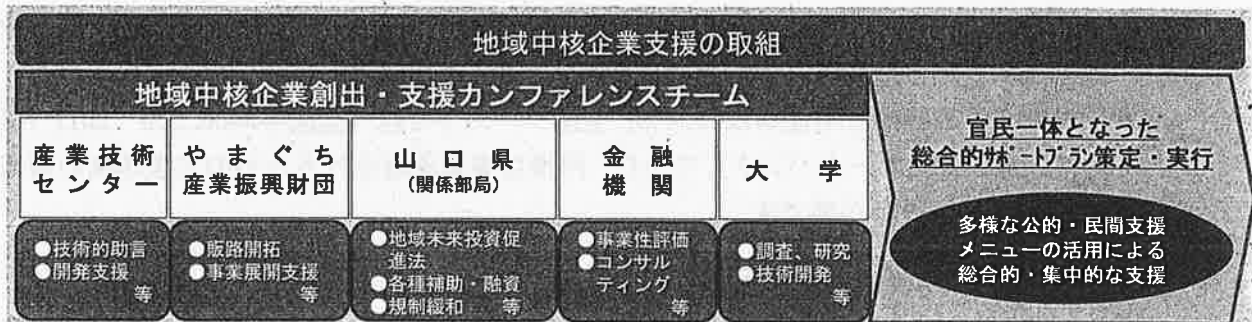 地域中核企業支援の取組
地域中核企業創出・支援カンファレンスチーム
産業技術
センター
●技術的助言
●開発支援
等
やまぐち
産業振興財団
●販路開拓
●事業展開支援
等
山口県
(関係部局)
●地域未来投資促
進法
●各種補助・融資
●規制緩和　等
金融
機関
●事業性評価
●コンサル
ティング
等
大学
●調査、研究
●技術開発
等
官民一体となった
総合的ｻﾎﾟｰﾄﾌﾟﾗﾝ策定・実行
多様な公的・民間支援
メニューの活用による
総合的・集中的な支援